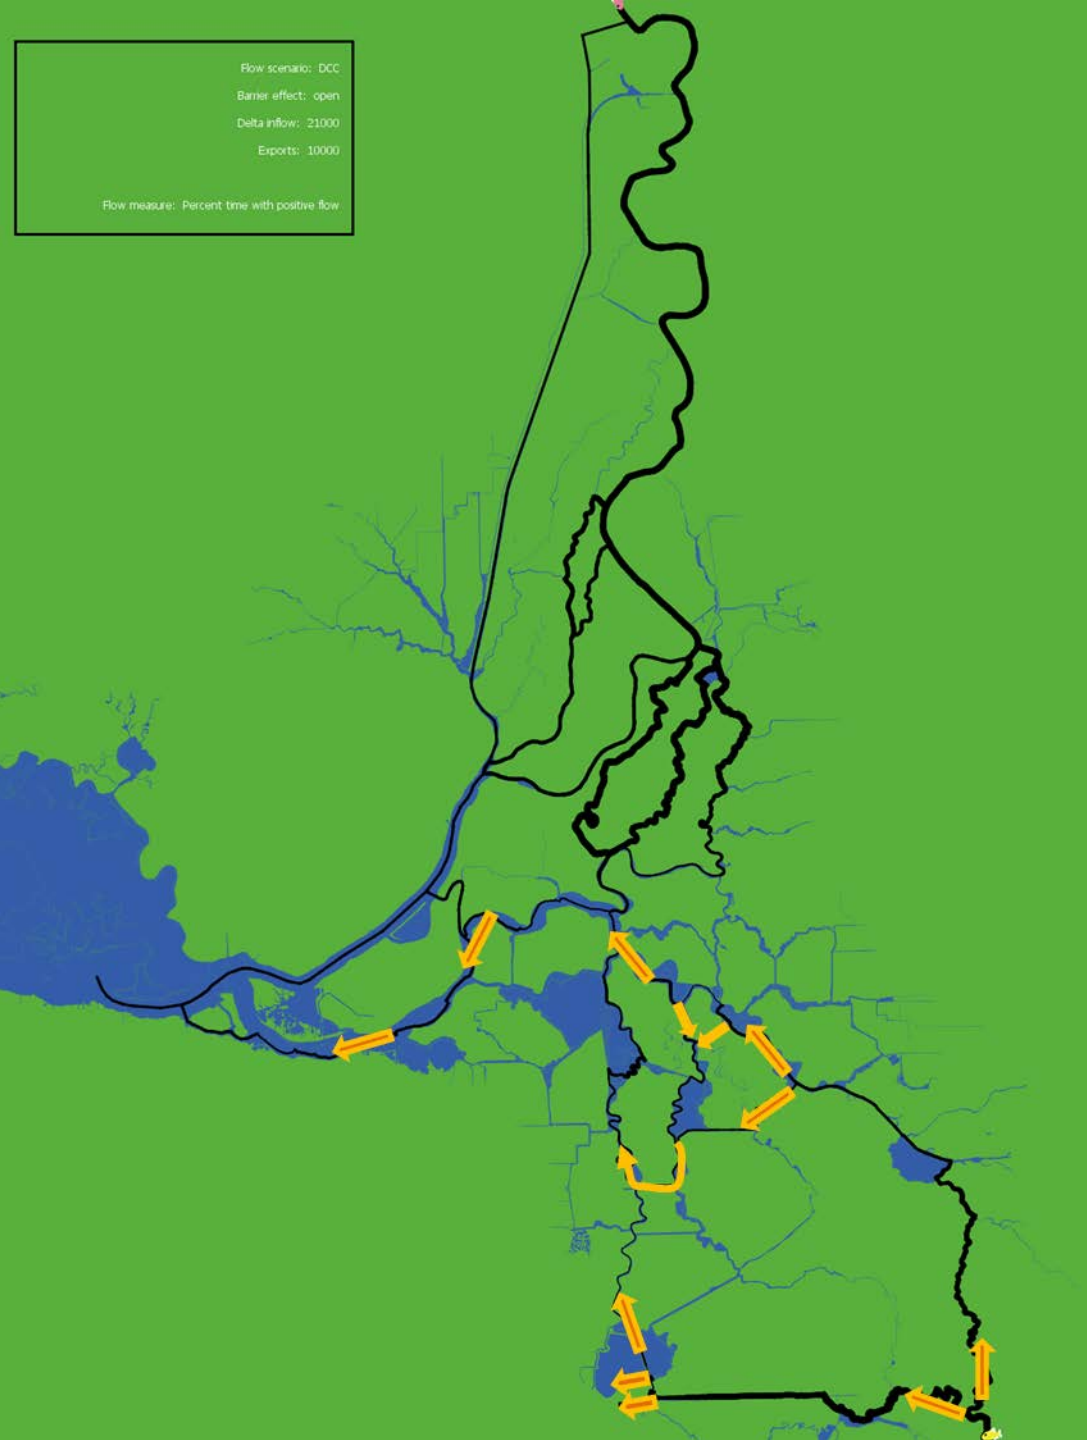 Flow scenario: DCC
Barrier effect: open
Delta inflow: 21000
Exports: 10000
Flow measure: Percent time with positive flow